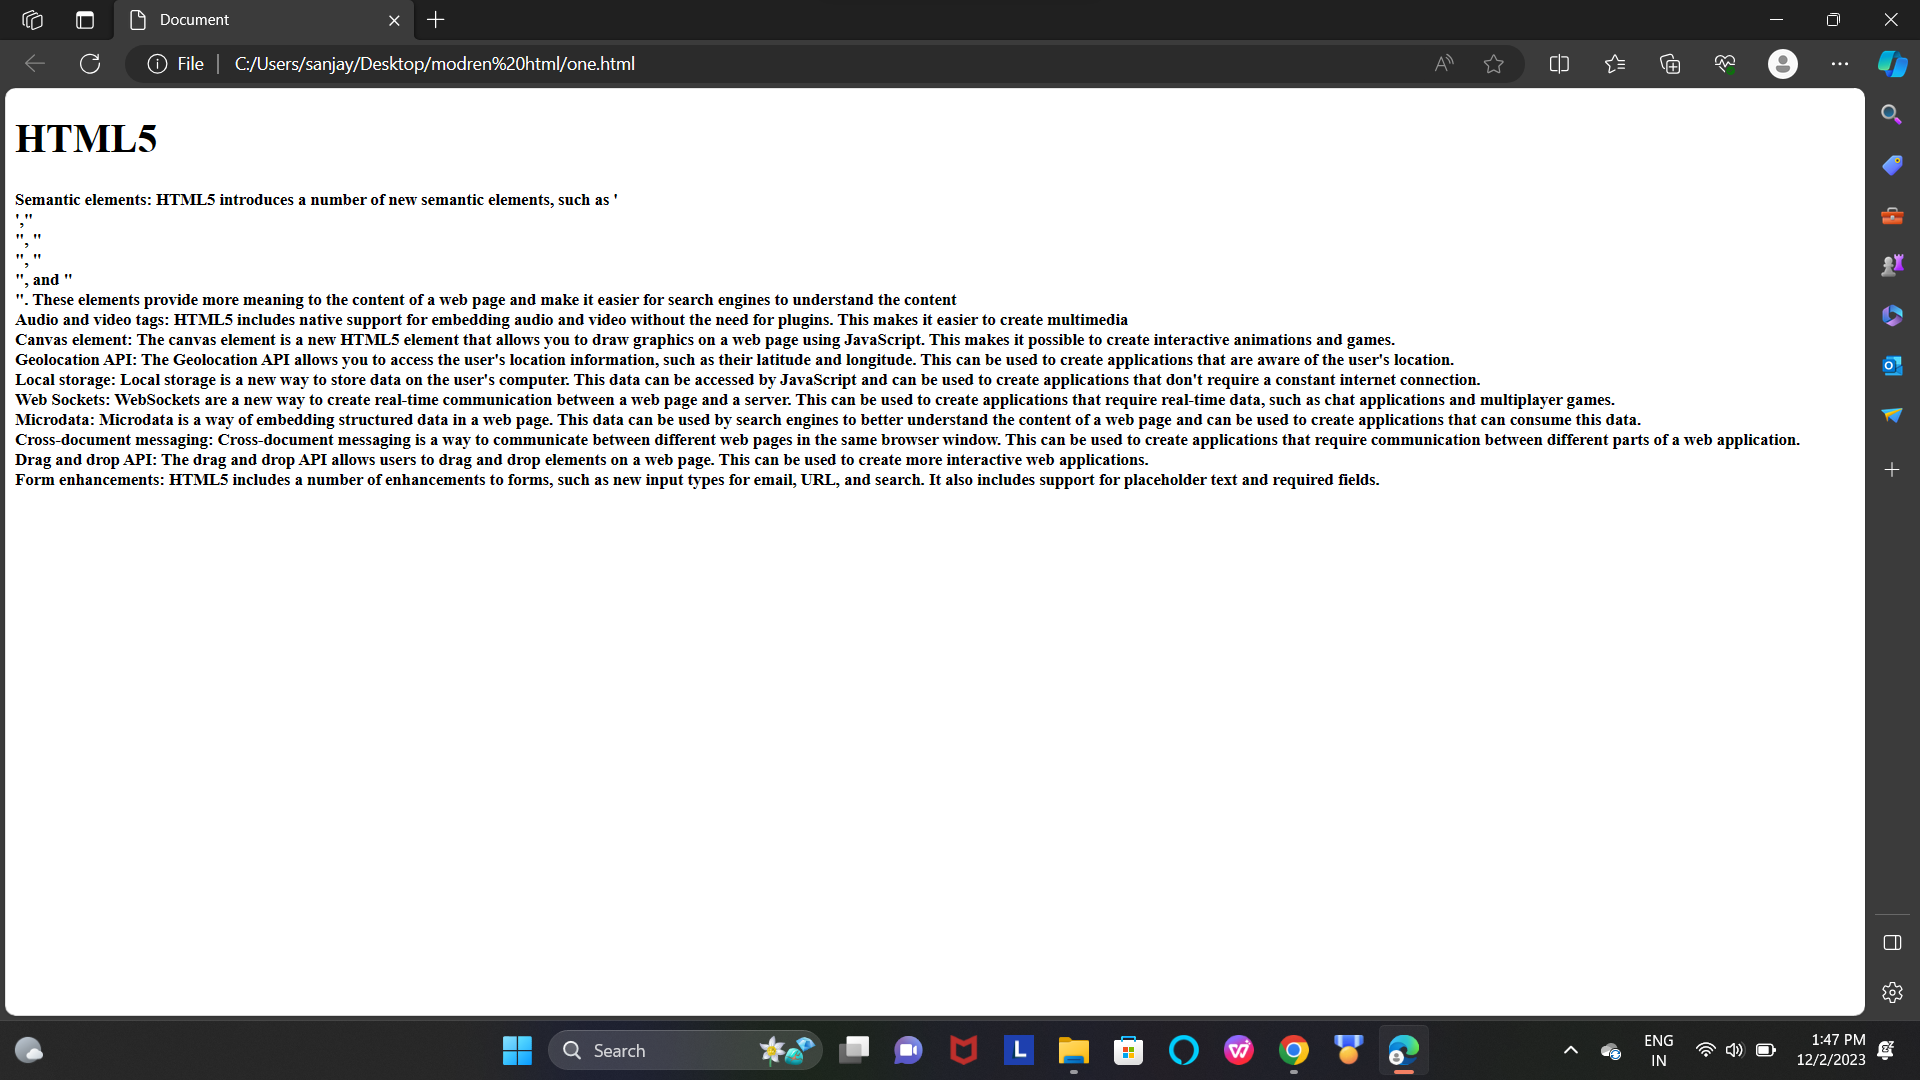 Document
File
C:/Users/sanjay/Desktop/modren%20html/one.html
HTML5
Semantic elements: HTML5 introduces a number of new semantic elements, such as '
',"
", "
", "
", and "
". These elements provide more meaning to the content of a web page and make it easier for search engines to understand the content
Audio and video tags: HTML5 includes native support for embedding audio and video without the need for plugins. This makes it easier to create multimedia
Canvas element: The canvas element is a new HTML5 element that allows you to draw graphics on a web page using JavaScript. This makes it possible to create interactive animations and games.
Geolocation API: The Geolocation API allows you to access the user's location information, such as their latitude and longitude. This can be used to create applications that are aware of the user's location.
Local storage: Local storage is a new way to store data on the user's computer. This data can be accessed by JavaScript and can be used to create applications that don't require a constant internet connection.
Web Sockets: WebSockets are a new way to create real-time communication between a web page and a server. This can be used to create applications that require real-time data, such as chat applications and multiplayer games.
Microdata: Microdata is a way of embedding structured data in a web page. This data can be used by search engines to better understand the content of a web page and can be used to create applications that can consume this data.
Cross-document messaging: Cross-document messaging is a way to communicate between different web pages in the same browser window. This can be used to create applications that require communication between different parts of a web application.
Drag and drop API: The drag and drop API allows users to drag and drop elements on a web page. This can be used to create more interactive web applications.
Form enhancements: HTML5 includes a number of enhancements to forms, such as new input types for email, URL, and search. It also includes support for placeholder text and required fields.
Search
L
ENG
IN
1:47 PM
12/2/2023